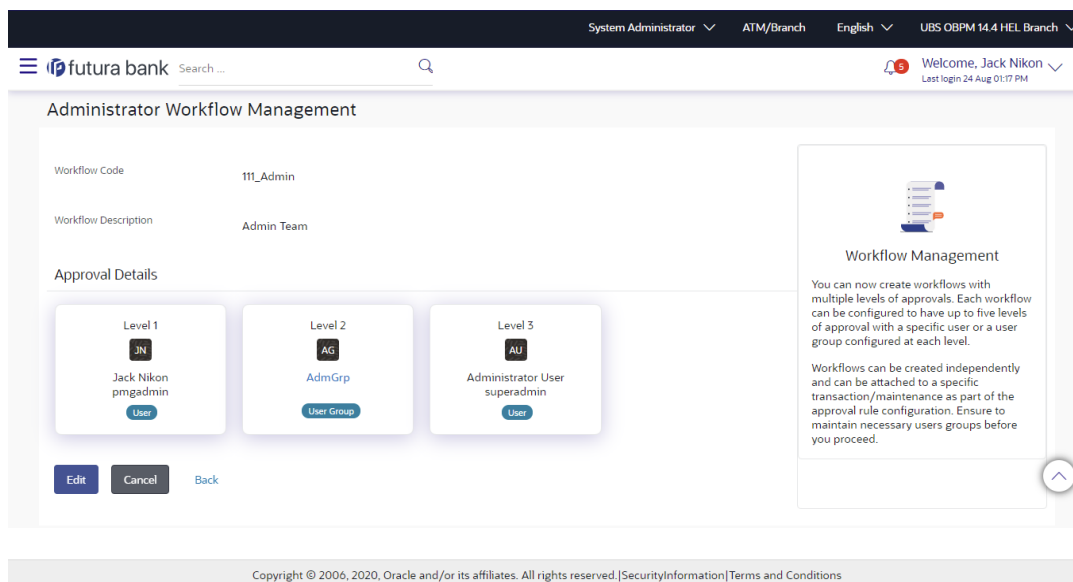 System Administrator ATM/Branch English UBS OBPM 14.4 HEL Branch
futura bank Search ... 5 Welcome, Jack Nikon
Last login 24 Aug 01:17 PM
Administrator Workflow Management
Workflow Code 111_Admin
Workflow Description Admin Team
Approval Details
Level 1
JN
Jack Nikon
pmgadmin
User
Level 2
AG
AdmGrp
User Group
Level 3
AU
Administrator User
superadmin
User
Edit Cancel Back
Workflow Management
You can now create workflows with
multiple levels of approvals. Each workflow
can be configured to have up to five levels
of approval with a specific user or a user
group configured at each level.
Workflows can be created independently
and can be attached to a specific
transaction/maintenance as part of the
approval rule configuration. Ensure to
maintain necessary users groups before
you proceed.
Copyright © 2006, 2020, Oracle and/or its affiliates. All rights reserved.|SecurityInformation|Terms and Conditions